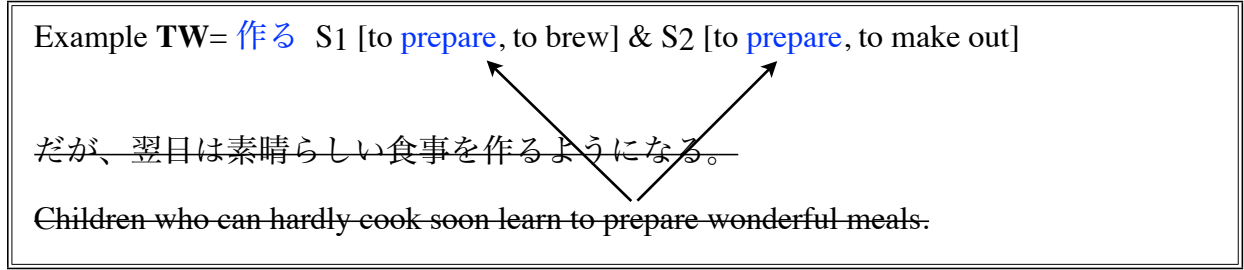 Example TW= 作る S1 [to prepare, to brew] & S2 [to prepare, to make out]
だが、翌日は素晴らしい食事を作るようになる。
Children who can hardly cook soon learn to prepare wonderful meals.